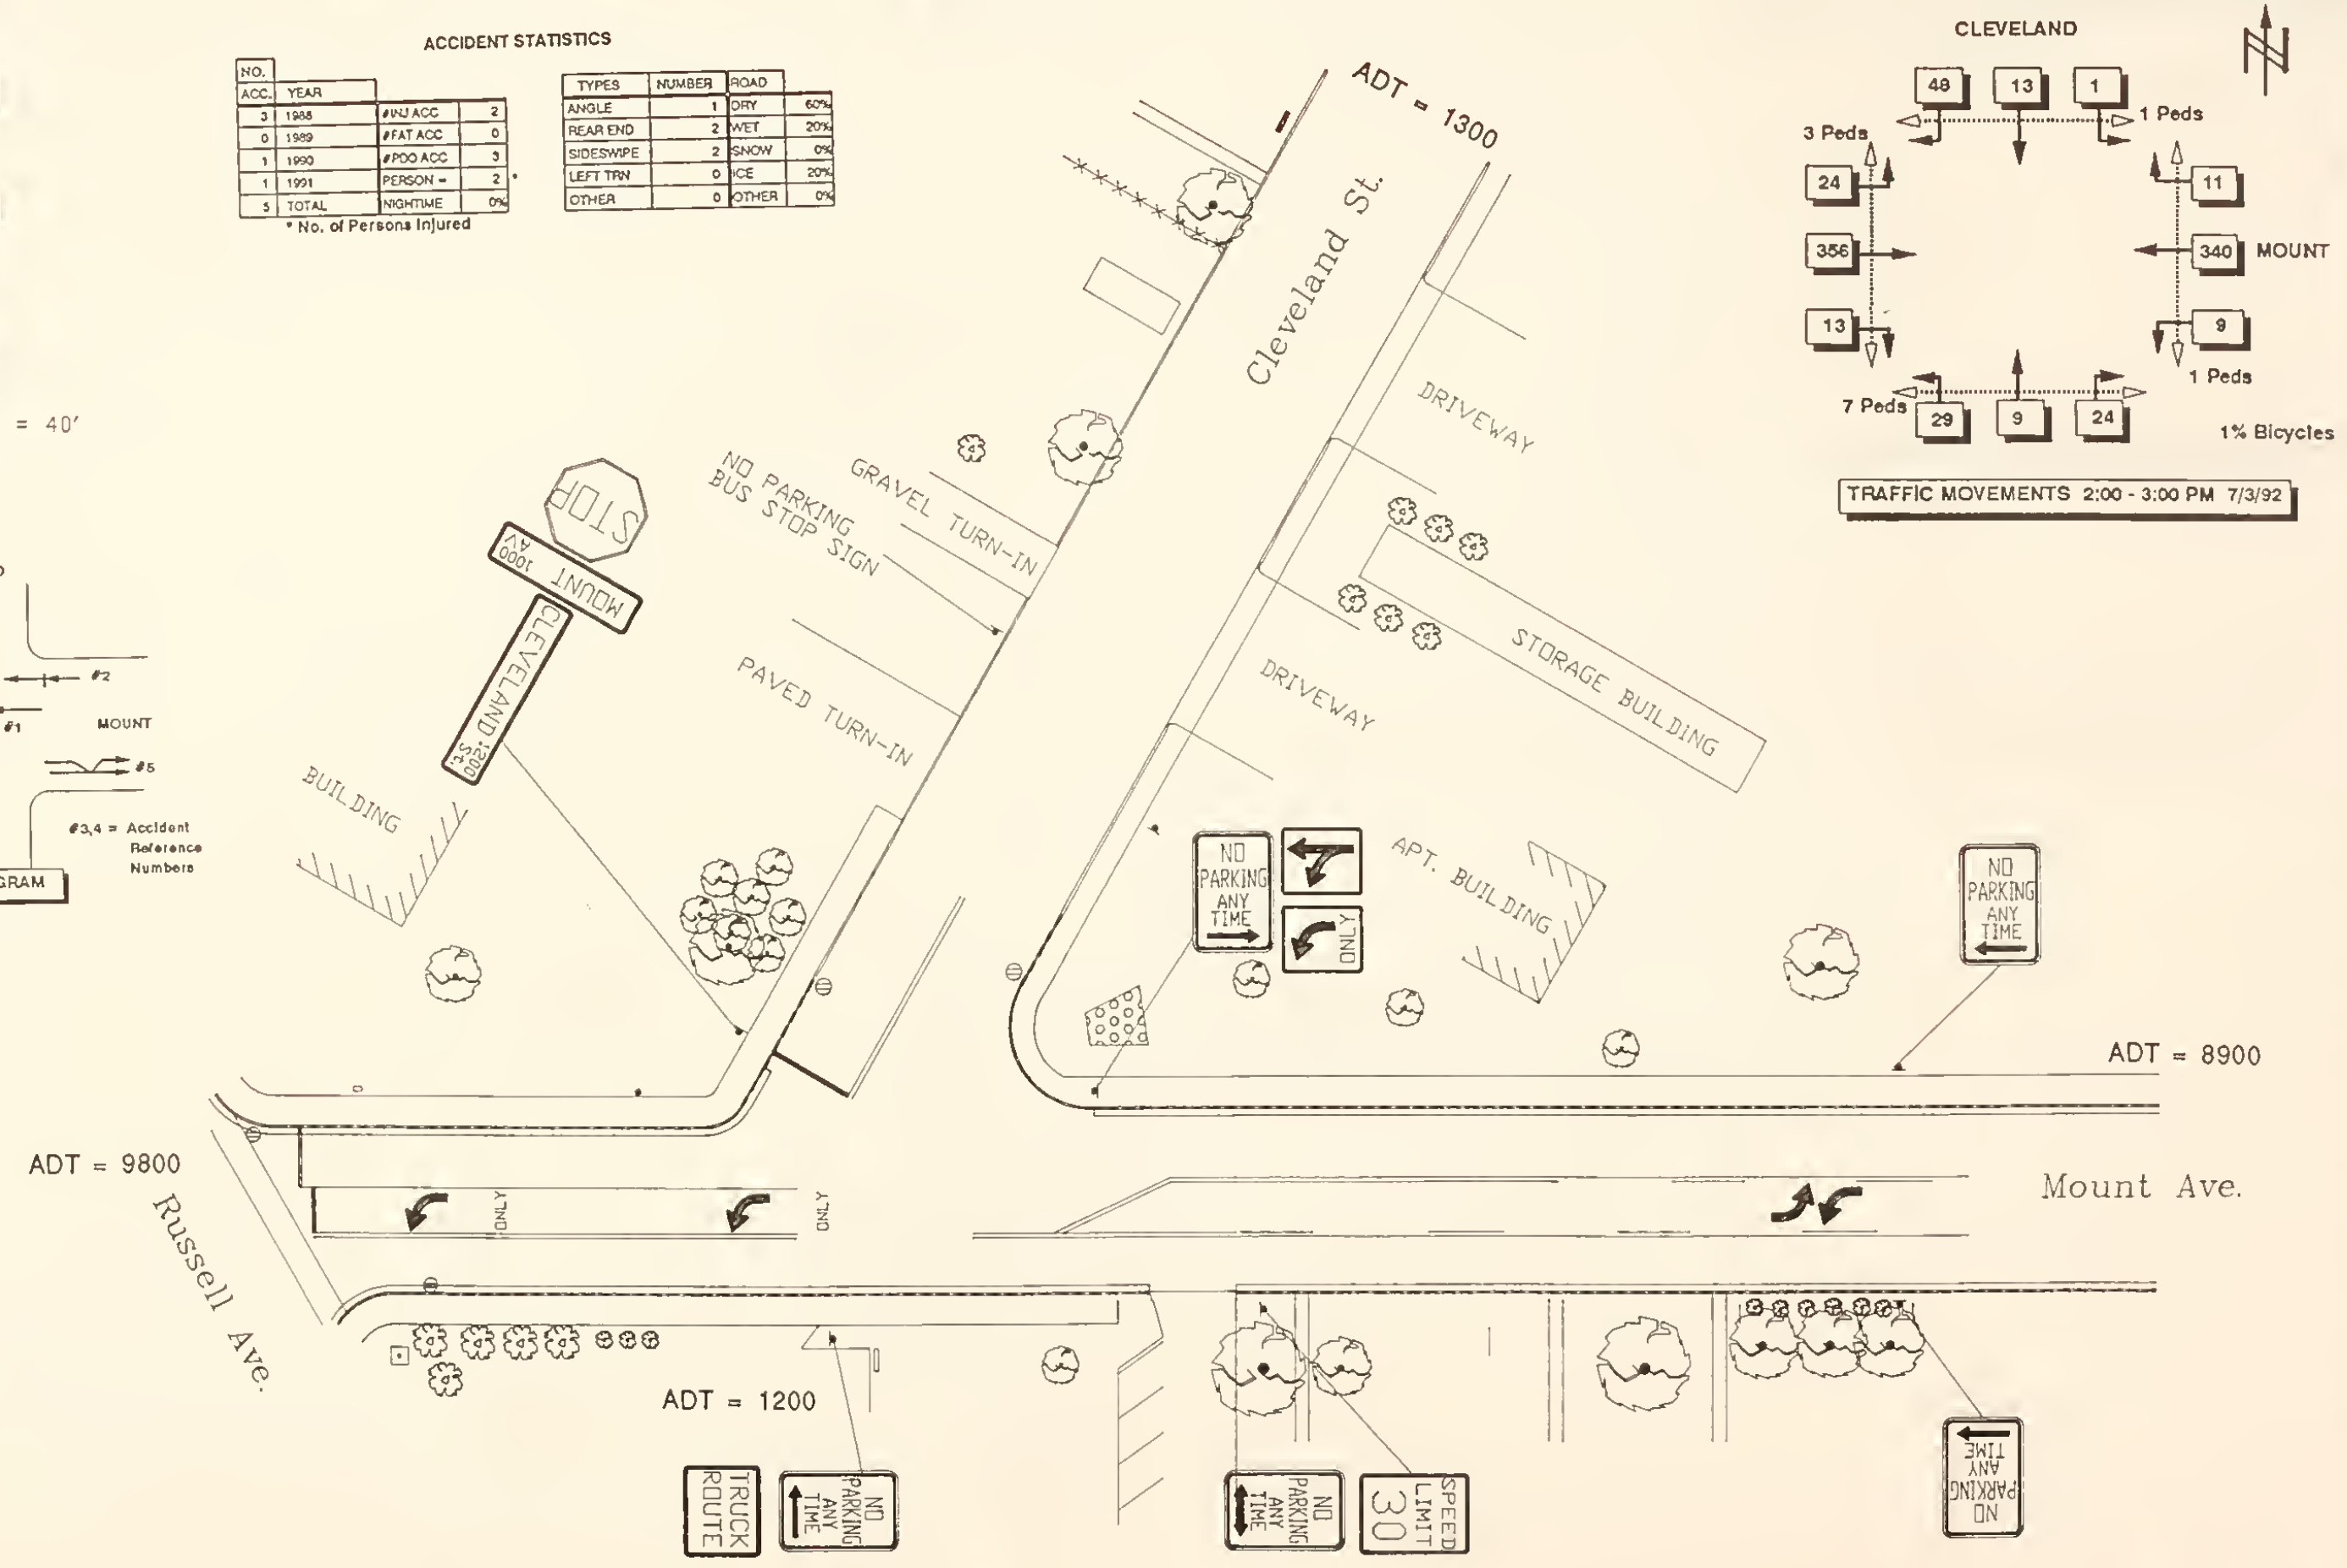 ACCIDENT STATISTICS
NO.
ACC. YEAR
3 1988 #INJ ACC 2
0 1989 #FAT ACC 0
1 1990 #PDO ACC 3
1 1991 PERSON - 2 *
5 TOTAL NIGHTIME 0%
* No. of Persons Injured
TYPES NUMBER ROAD
ANGLE 1 DRY 60%
REAR END 2 WET 20%
SIDESWIPE 2 SNOW 0%
LEFT TRN 0 ICE 20%
OTHER 0 OTHER 0%
ADT = 1300
Cleveland St.
CLEVELAND
N
48 13 1
3 Peds
1 Peds
24 11
356 340 MOUNT
13 9
1 Peds
7 Peds
29 9 24
1% Bicycles
TRAFFIC MOVEMENTS 2:00 - 3:00 PM 7/3/92
= 40'
STOP
MOUNT 1000
AV
CLEVELAND 1200
St.
NO PARKING
BUS STOP SIGN
GRAVEL TURN-IN
PAVED TURN-IN
DRIVEWAY
STORAGE BUILDING
DRIVEWAY
#2
#1
MOUNT
#5
#3,4 = Accident
Reference
Numbers
GRAM
BUILDING
NO
PARKING
ANY
TIME
ONLY
APT. BUILDING
NO
PARKING
ANY
TIME
ADT = 8900
ADT = 9800
Russell Ave.
ONLY
ONLY
Mount Ave.
ADT = 1200
TRUCK
ROUTE
NO
PARKING
ANY
TIME
NO
PARKING
ANY
TIME
SPEED
LIMIT
30
NO
PARKING
ANY
TIME